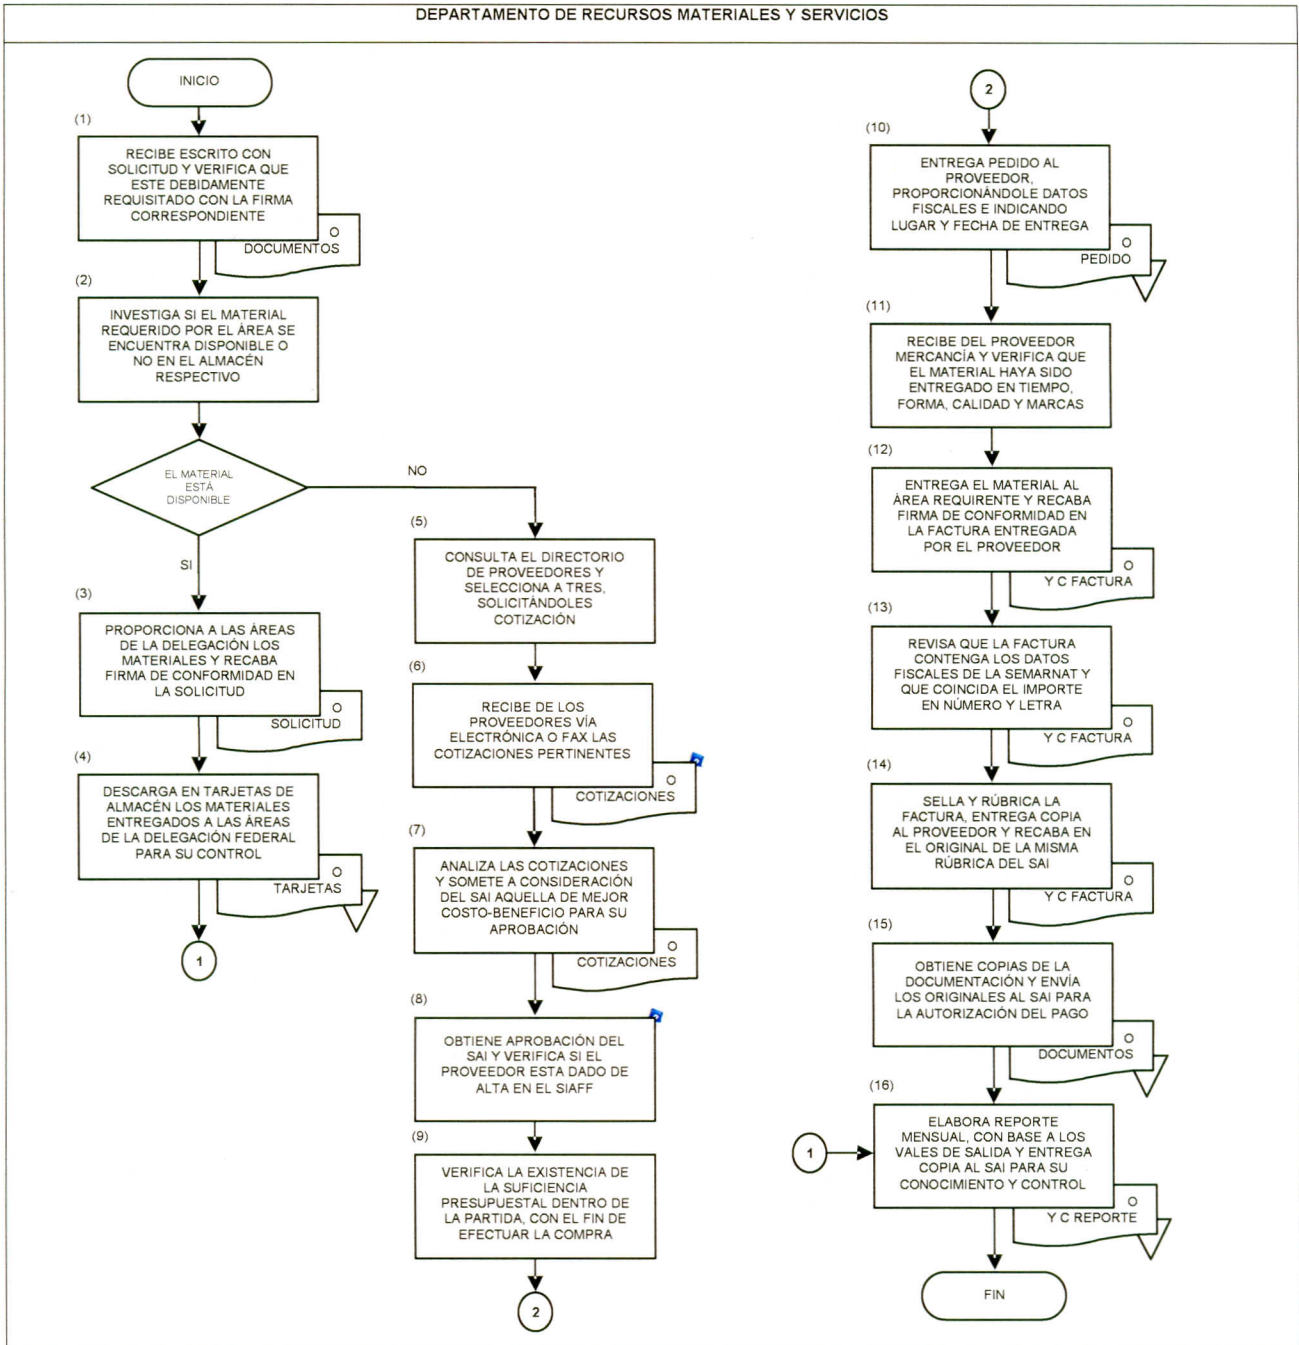 DEPARTAMENTO DE RECURSOS MATERIALES Y SERVICIOS
INICIO
(1)
RECIBE ESCRITO CON
SOLICITUD Y VERIFICA QUE
ESTE DEBIDAMENTE
REQUISITADO CON LA FIRMA
CORRESPONDIENTE
O
DOCUMENTOS
(2)
INVESTIGA SI EL MATERIAL
REQUERIDO POR EL ÁREA SE
ENCUENTRA DISPONIBLE O
NO EN EL ALMACÉN
RESPECTIVO
EL MATERIAL
ESTÁ
DISPONIBLE
NO
SI
(3)
PROPORCIONA A LAS ÁREAS
DE LA DELEGACIÓN LOS
MATERIALES Y RECABA
FIRMA DE CONFORMIDAD EN
LA SOLICITUD
O
SOLICITUD
(4)
DESCARGA EN TARJETAS DE
ALMACÉN LOS MATERIALES
ENTREGADOS A LAS ÁREAS
DE LA DELEGACIÓN FEDERAL
PARA SU CONTROL
O
TARJETAS
1
(5)
CONSULTA EL DIRECTORIO
DE PROVEEDORES Y
SELECCIONA A TRES,
SOLICITÁNDOLES
COTIZACIÓN
(6)
RECIBE DE LOS
PROVEEDORES VÍA
ELECTRÓNICA O FAX LAS
COTIZACIONES PERTINENTES
O
COTIZACIONES
(7)
ANALIZA LAS COTIZACIONES
Y SOMETE A CONSIDERACIÓN
DEL SAI AQUELLA DE MEJOR
COSTO-BENEFICIO PARA SU
APROBACIÓN
O
COTIZACIONES
(8)
OBTIENE APROBACIÓN DEL
SAI Y VERIFICA SI EL
PROVEEDOR ESTA DADO DE
ALTA EN EL SIAFF
(9)
VERIFICA LA EXISTENCIA DE
LA SUFICIENCIA
PRESUPUESTAL DENTRO DE
LA PARTIDA, CON EL FIN DE
EFECTUAR LA COMPRA
2
2
(10)
ENTREGA PEDIDO AL
PROVEEDOR,
PROPORCIONÁNDOLE DATOS
FISCALES E INDICANDO
LUGAR Y FECHA DE ENTREGA
O
PEDIDO
(11)
RECIBE DEL PROVEEDOR
MERCANCÍA Y VERIFICA QUE
EL MATERIAL HAYA SIDO
ENTREGADO EN TIEMPO,
FORMA, CALIDAD Y MARCAS
(12)
ENTREGA EL MATERIAL AL
ÁREA REQUIRENTE Y RECABA
FIRMA DE CONFORMIDAD EN
LA FACTURA ENTREGADA
POR EL PROVEEDOR
O
Y C FACTURA
(13)
REVISA QUE LA FACTURA
CONTENGA LOS DATOS
FISCALES DE LA SEMARNAT Y
QUE COINCIDA EL IMPORTE
EN NÚMERO Y LETRA
O
Y C FACTURA
(14)
SELLA Y RÚBRICA LA
FACTURA, ENTREGA COPIA
AL PROVEEDOR Y RECABA EN
EL ORIGINAL DE LA MISMA
RÚBRICA DEL SAI
O
Y C FACTURA
(15)
OBTIENE COPIAS DE LA
DOCUMENTACIÓN Y ENVÍA
LOS ORIGINALES AL SAI PARA
LA AUTORIZACIÓN DEL PAGO
O
DOCUMENTOS
(16)
1
ELABORA REPORTE
MENSUAL, CON BASE A LOS
VALES DE SALIDA Y ENTREGA
COPIA AL SAI PARA SU
CONOCIMIENTO Y CONTROL
O
Y C REPORTE
FIN